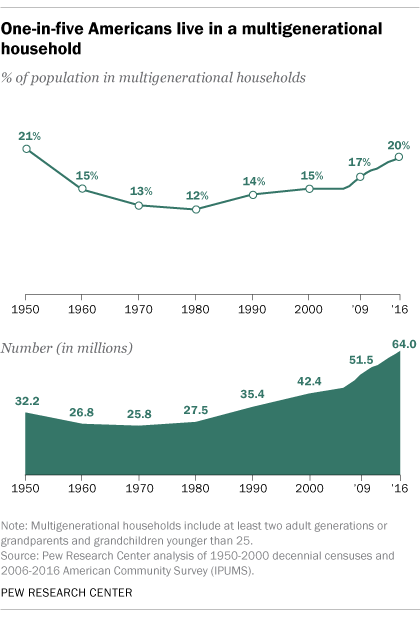 One-in-five Americans live in a multigenerational
household
% of population in multigenerational households
21%
15%
13%
12%
14%
15%
17%
20%
1950 1960 1970 1980 1990 2000 '09 '16
Number (in millions)
32.2
26.8
25.8
27.5
35.4
42.4
51.5
64.0
1950 1960 1970 1980 1990 2000 '09 '16
Note: Multigenerational households include at least two adult generations or
grandparents and grandchildren younger than 25.
Source: Pew Research Center analysis of 1950-2000 decennial censuses and
2006-2016 American Community Survey (IPUMS).
PEW RESEARCH CENTER